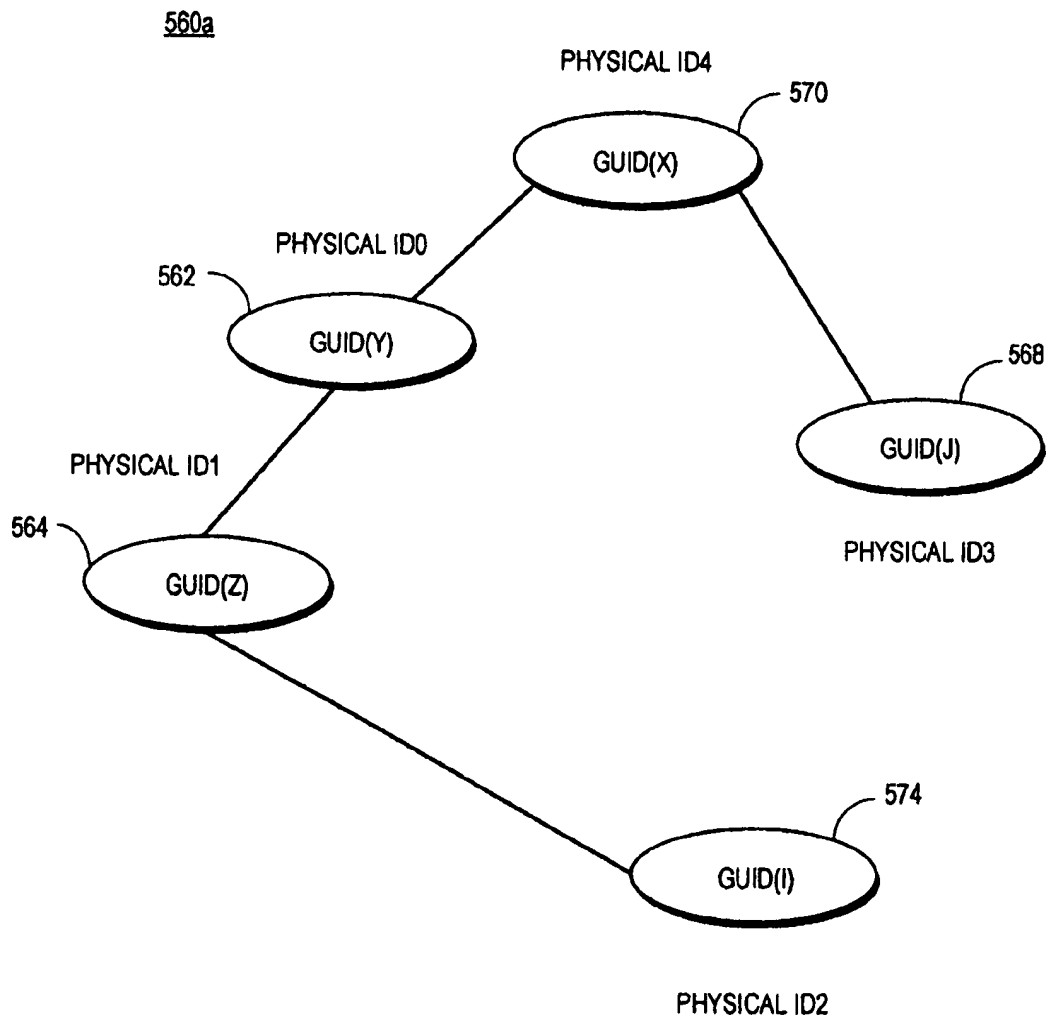 560a
PHYSICAL ID4
570
GUID(X)
PHYSICAL ID0
562
GUID(Y)
568
GUID(J)
PHYSICAL ID1
564
PHYSICAL ID3
GUID(Z)
574
GUID(I)
PHYSICAL ID2